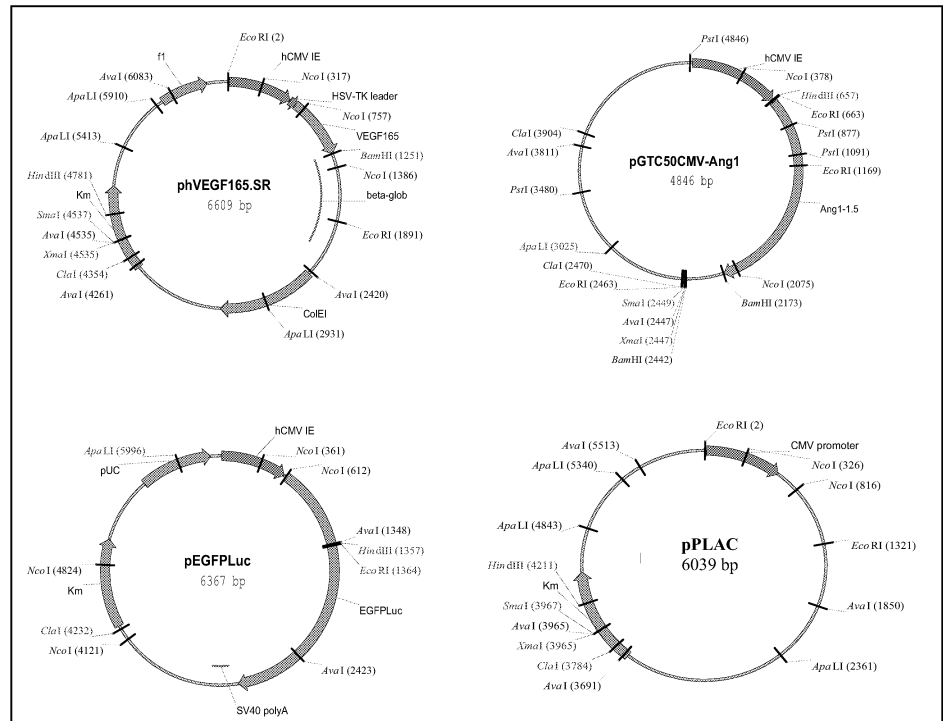 EcoRI (2)
hCMV IE
NcoI (317)
HSV-TK leader
NcoI (757)
VEGF165
BamHI (1251)
NcoI (1386)
beta-glob
EcoRI (1891)
AvaI (2420)
ColEI
ApaLI (2931)
AvaI (4261)
ClaI (4354)
XmaI (4535)
AvaI (4535)
SmaI (4537)
Km
HindIII (4781)
ApaLI (5413)
ApaLI (5910)
AvaI (6083)
f1
phVEGF165.SR
6609 bp
PstI (4846)
hCMV IE
NcoI (378)
HindIII (657)
EcoRI (663)
PstI (877)
PstI (1091)
EcoRI (1169)
Ang1-1.5
NcoI (2075)
BamHI (2173)
BamHI (2442)
XmaI (2447)
AvaI (2447)
SmaI (2449)
EcoRI (2463)
ClaI (2470)
ApaLI (3025)
PstI (3480)
AvaI (3811)
ClaI (3904)
pGTC50CMV-Ang1
4846 bp
hCMV IE
NcoI (361)
NcoI (612)
AvaI (1348)
HindIII (1357)
EcoRI (1364)
EGFPLuc
AvaI (2423)
SV40 polyA
NcoI (4121)
ClaI (4232)
Km
NcoI (4824)
pUC
ApaLI (5996)
pEGFPLuc
6367 bp
EcoRI (2)
CMV promoter
NcoI (326)
NcoI (816)
EcoRI (1321)
AvaI (1850)
ApaLI (2361)
AvaI (3691)
ClaI (3784)
XmaI (3965)
AvaI (3965)
SmaI (3967)
Km
HindIII (4211)
ApaLI (4843)
ApaLI (5340)
AvaI (5513)
pPLAC
6039 bp